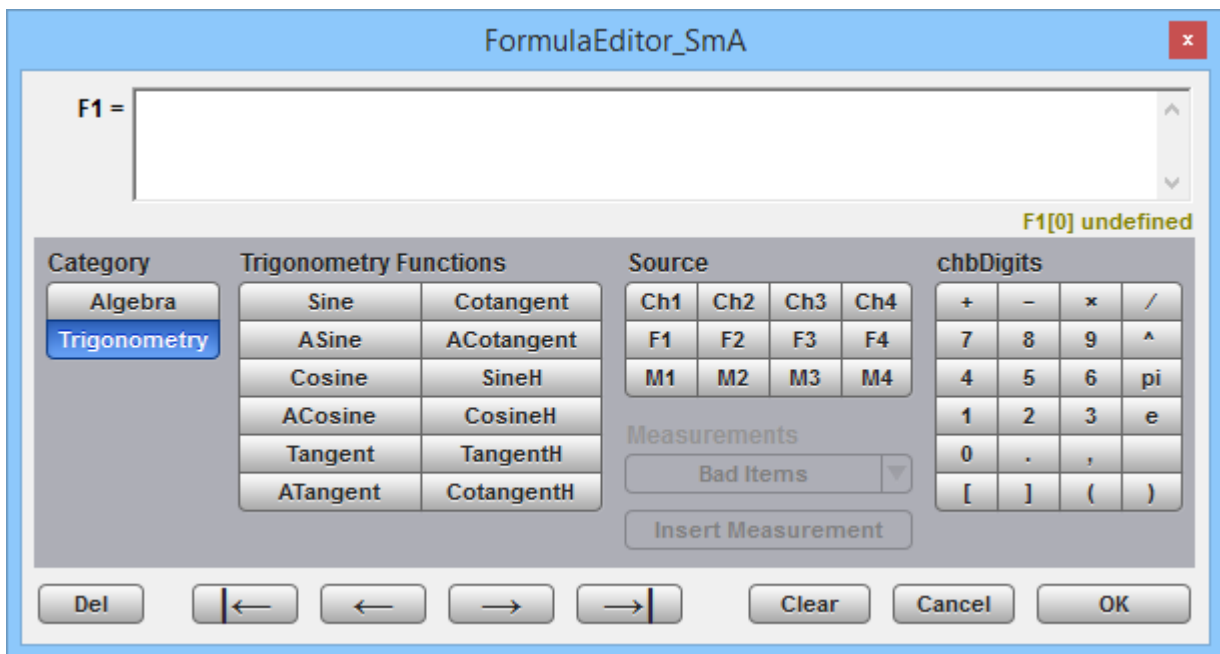 FormulaEditor_SmA
x
F1 =
F1[0] undefined
Category Trigonometry Functions Source chbDigits
Algebra Sine Cotangent Ch1 Ch2 Ch3 Ch4 + - × /
Trigonometry ASine ACotangent F1 F2 F3 F4 7 8 9 ^
Cosine SineH M1 M2 M3 M4 4 5 6 pi
ACosine CosineH 1 2 3 e
Measurements
Tangent TangentH 0 . ,
Bad Items
ATangent CotangentH [ ] ( )
Insert Measurement
Del |← ← → →| Clear Cancel OK